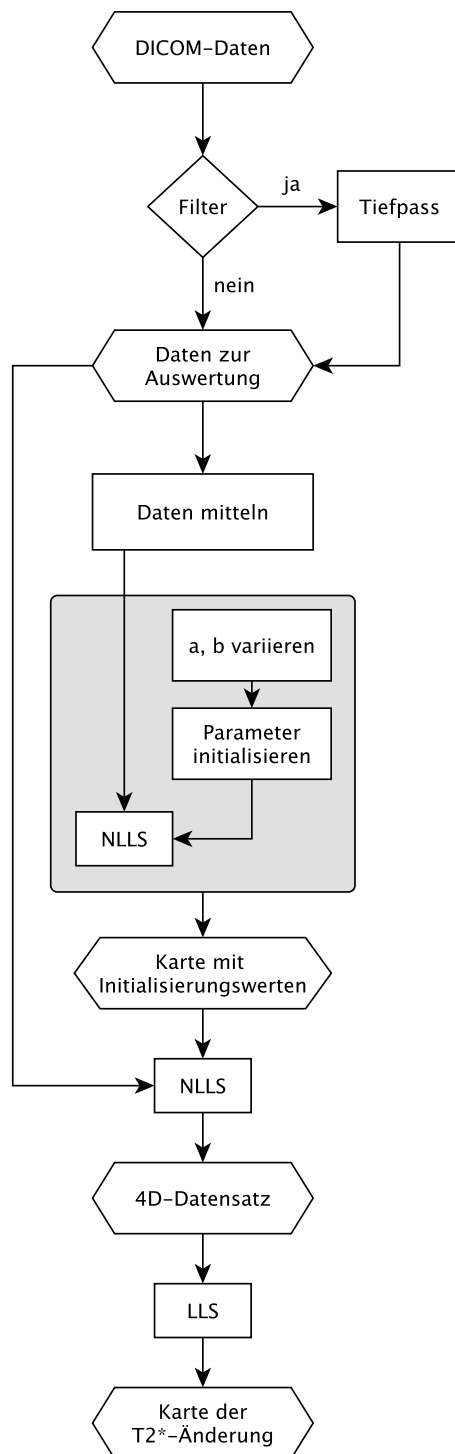 DICOM-Daten
Filter
ja
Tiefpass
nein
Daten zur
Auswertung
Daten mitteln
a, b variieren
Parameter
initialisieren
NLLS
Karte mit
Initialisierungswerten
NLLS
4D-Datensatz
LLS
Karte der
T2*-Änderung